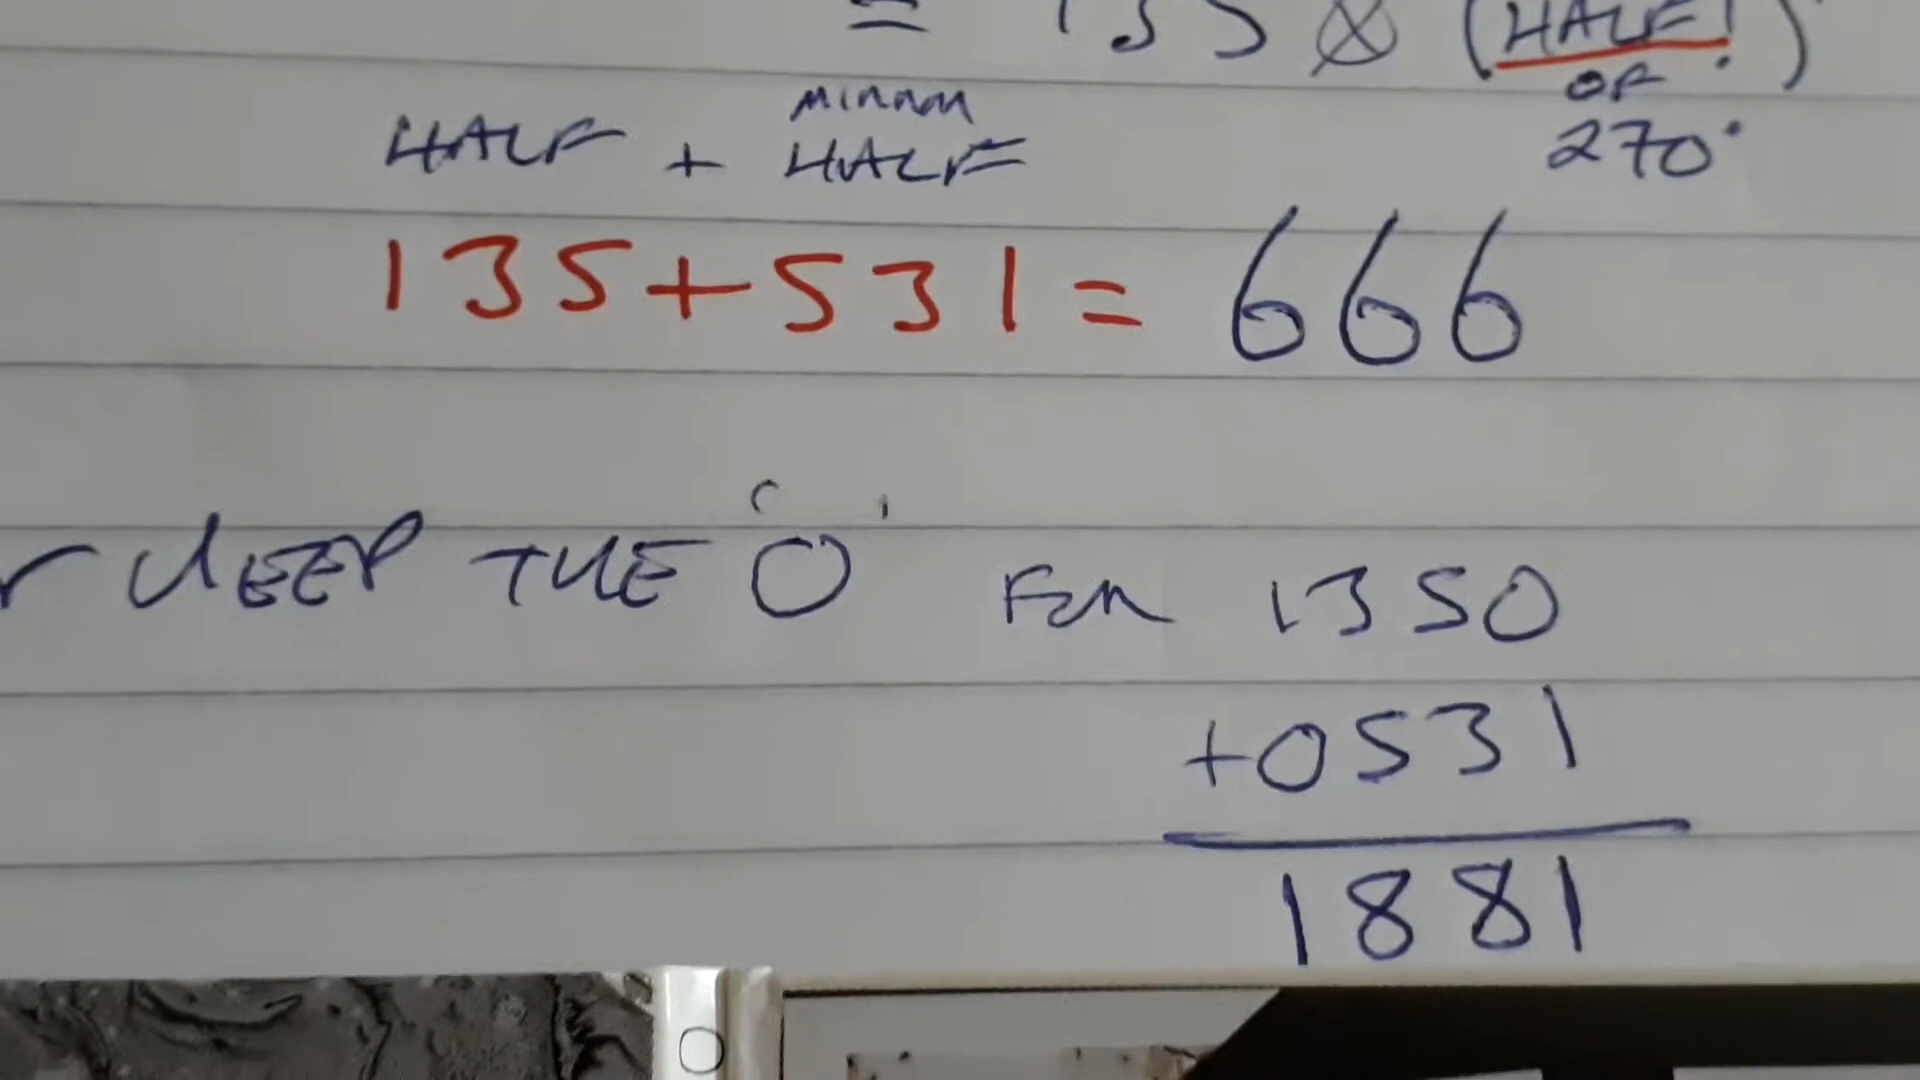 = 135 ⊗ (HALF!)
OF
270°
MIRROR
HALF + HALF
135+531= 666
KEEP THE 'O' FOR 1350
+0531
1881